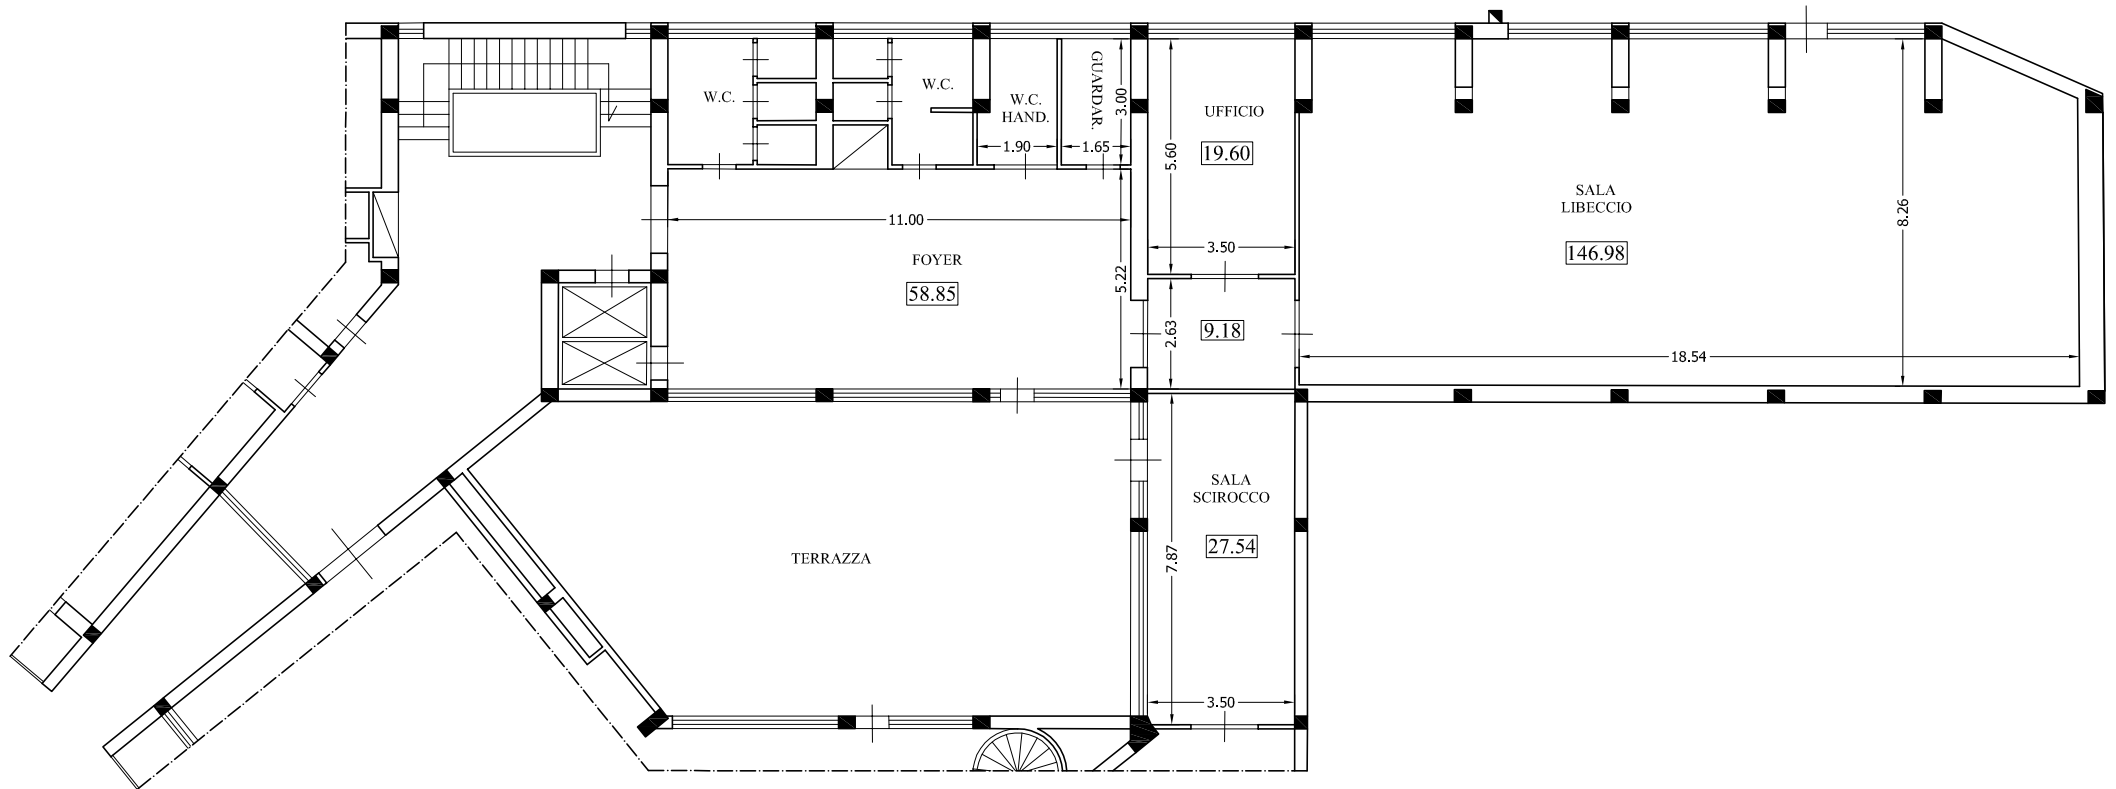 W.C.
W.C.
W.C.
HAND.
GUARDAR.
3.00
1.90
1.65
UFFICIO
19.60
5.60
3.50
SALA
LIBECCIO
146.98
8.26
18.54
11.00
FOYER
58.85
5.22
2.63
9.18
SALA
SCIROCCO
27.54
7.87
3.50
TERRAZZA